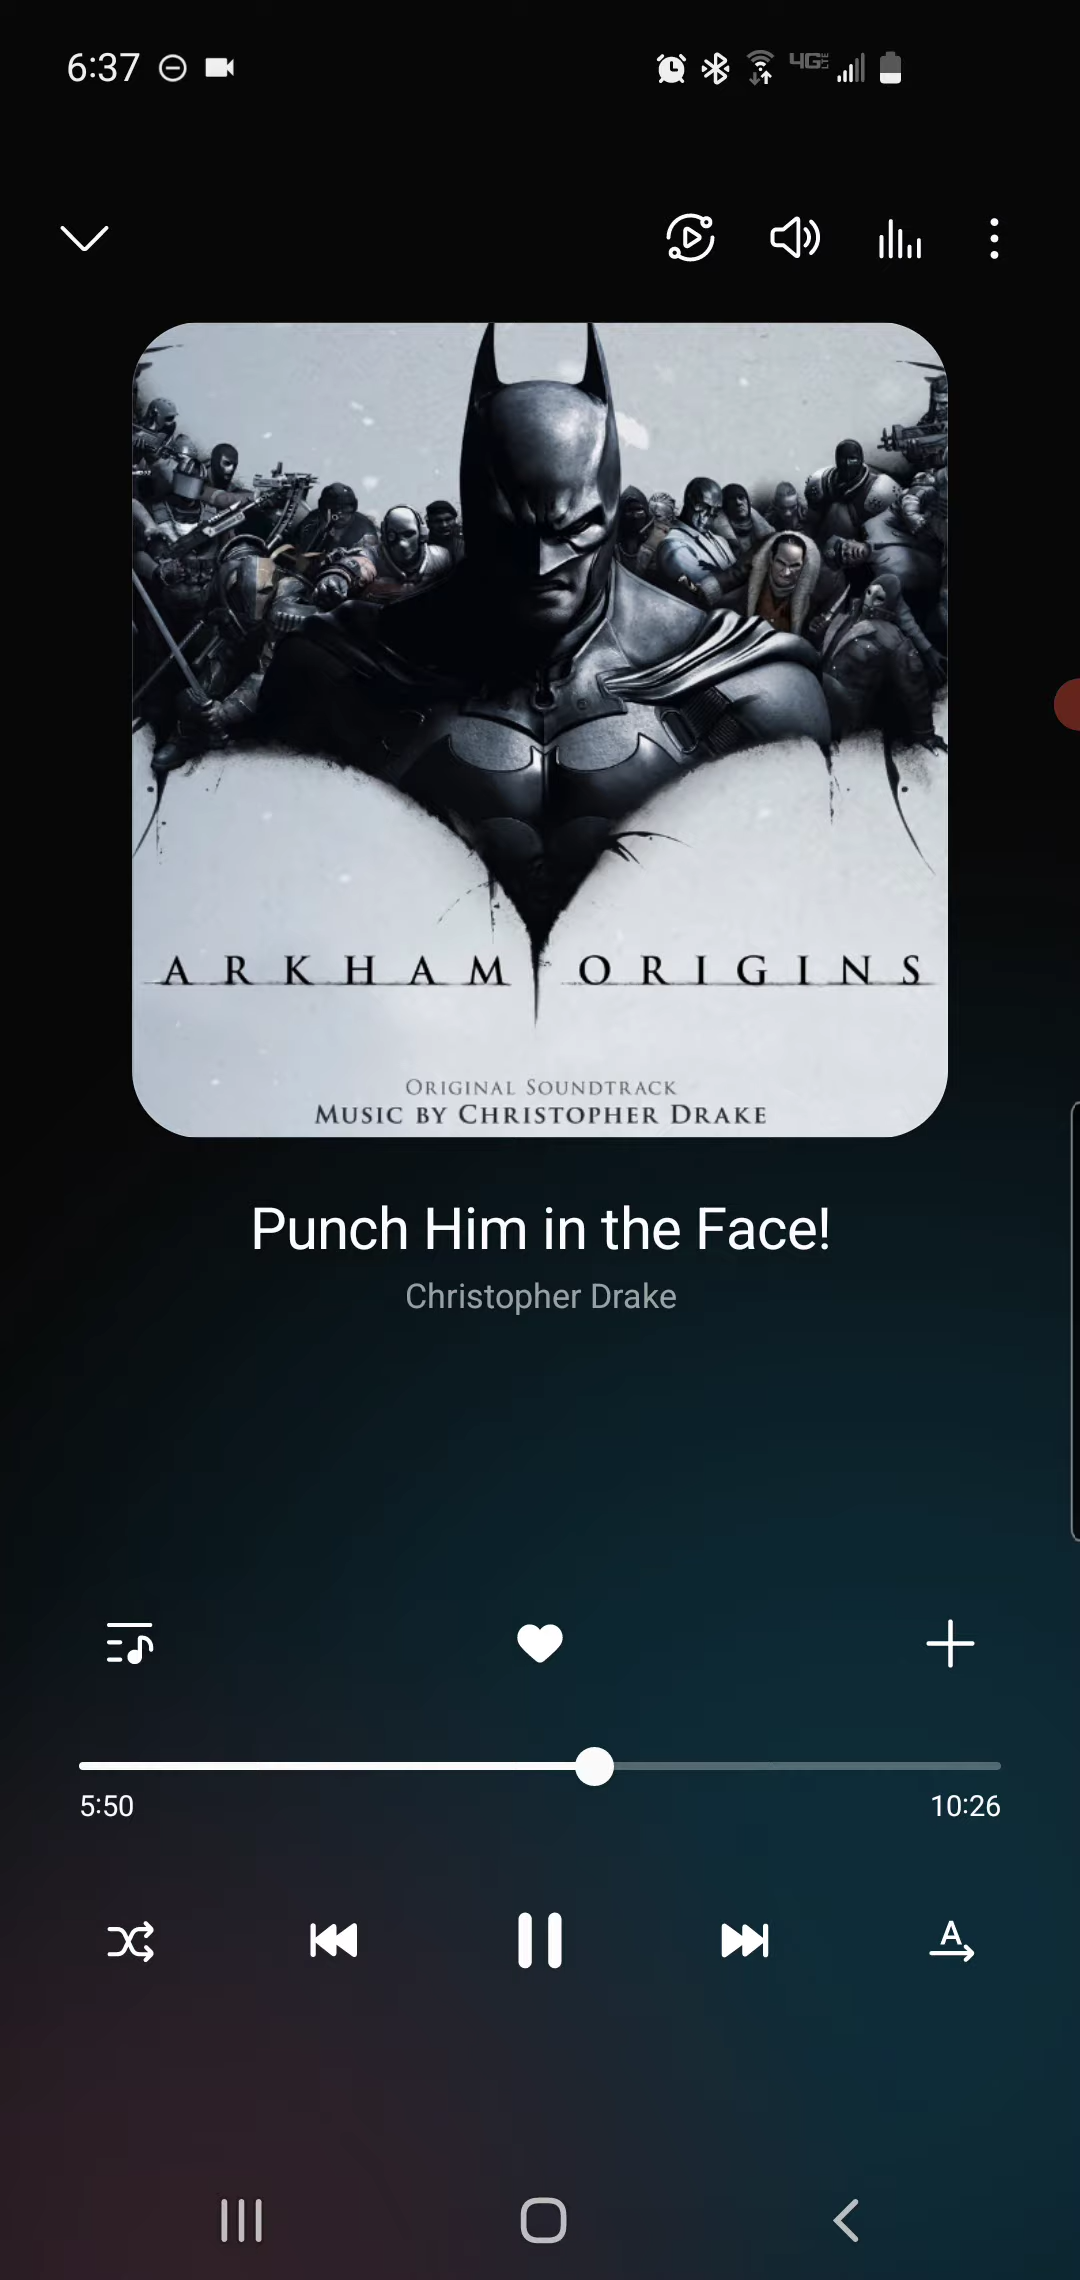 6:37
4G LTE
ARKHAM ORIGINS
ORIGINAL SOUNDTRACK
MUSIC BY CHRISTOPHER DRAKE
Punch Him in the Face!
Christopher Drake
5:50 10:26
A